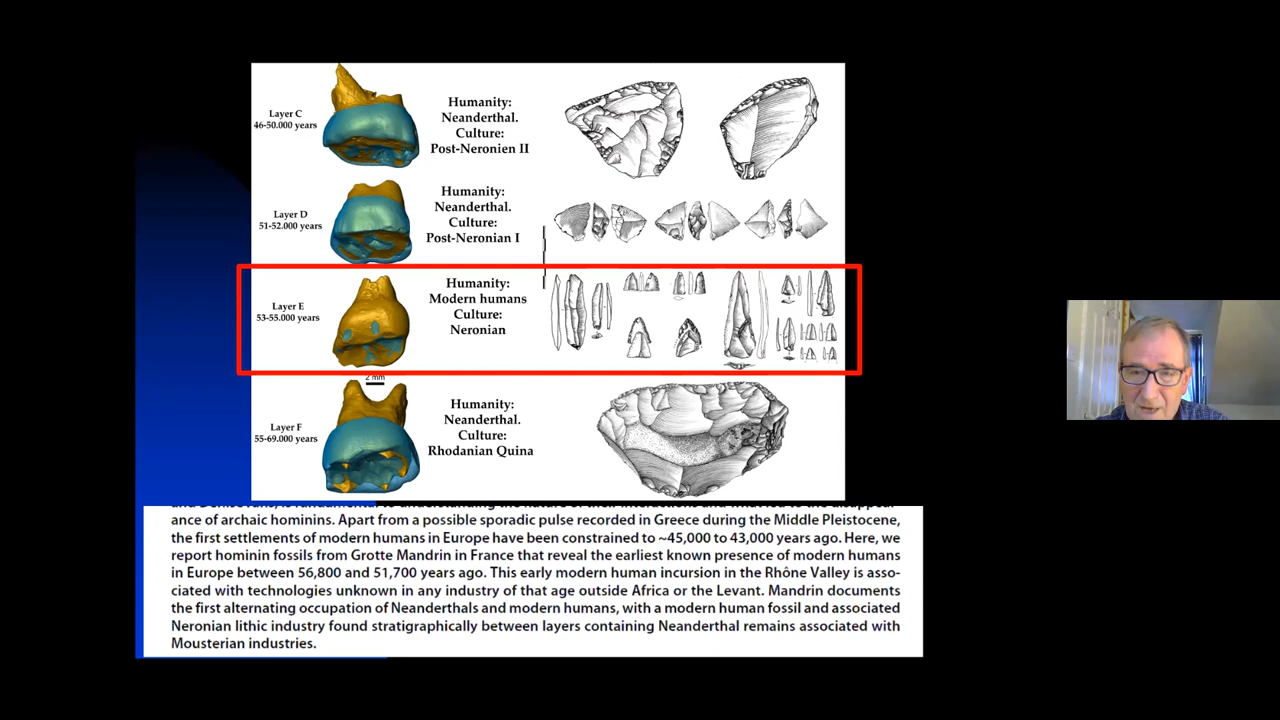 Layer C
46-50.000 years
Humanity:
Neanderthal.
Culture:
Post-Neronien II
Layer D
51-52.000 years
Humanity:
Neanderthal.
Culture:
Post-Neronian I
Layer E
53-55.000 years
Humanity:
Modern humans
Culture:
Neronian
2 mm
Layer F
55-69.000 years
Humanity:
Neanderthal.
Culture:
Rhodanian Quina
ance of archaic hominins. Apart from a possible sporadic pulse recorded in Greece during the Middle Pleistocene,
the first settlements of modern humans in Europe have been constrained to ~45,000 to 43,000 years ago. Here, we
report hominin fossils from Grotte Mandrin in France that reveal the earliest known presence of modern humans
in Europe between 56,800 and 51,700 years ago. This early modern human incursion in the Rhône Valley is asso-
ciated with technologies unknown in any industry of that age outside Africa or the Levant. Mandrin documents
the first alternating occupation of Neanderthals and modern humans, with a modern human fossil and associated
Neronian lithic industry found stratigraphically between layers containing Neanderthal remains associated with
Mousterian industries.